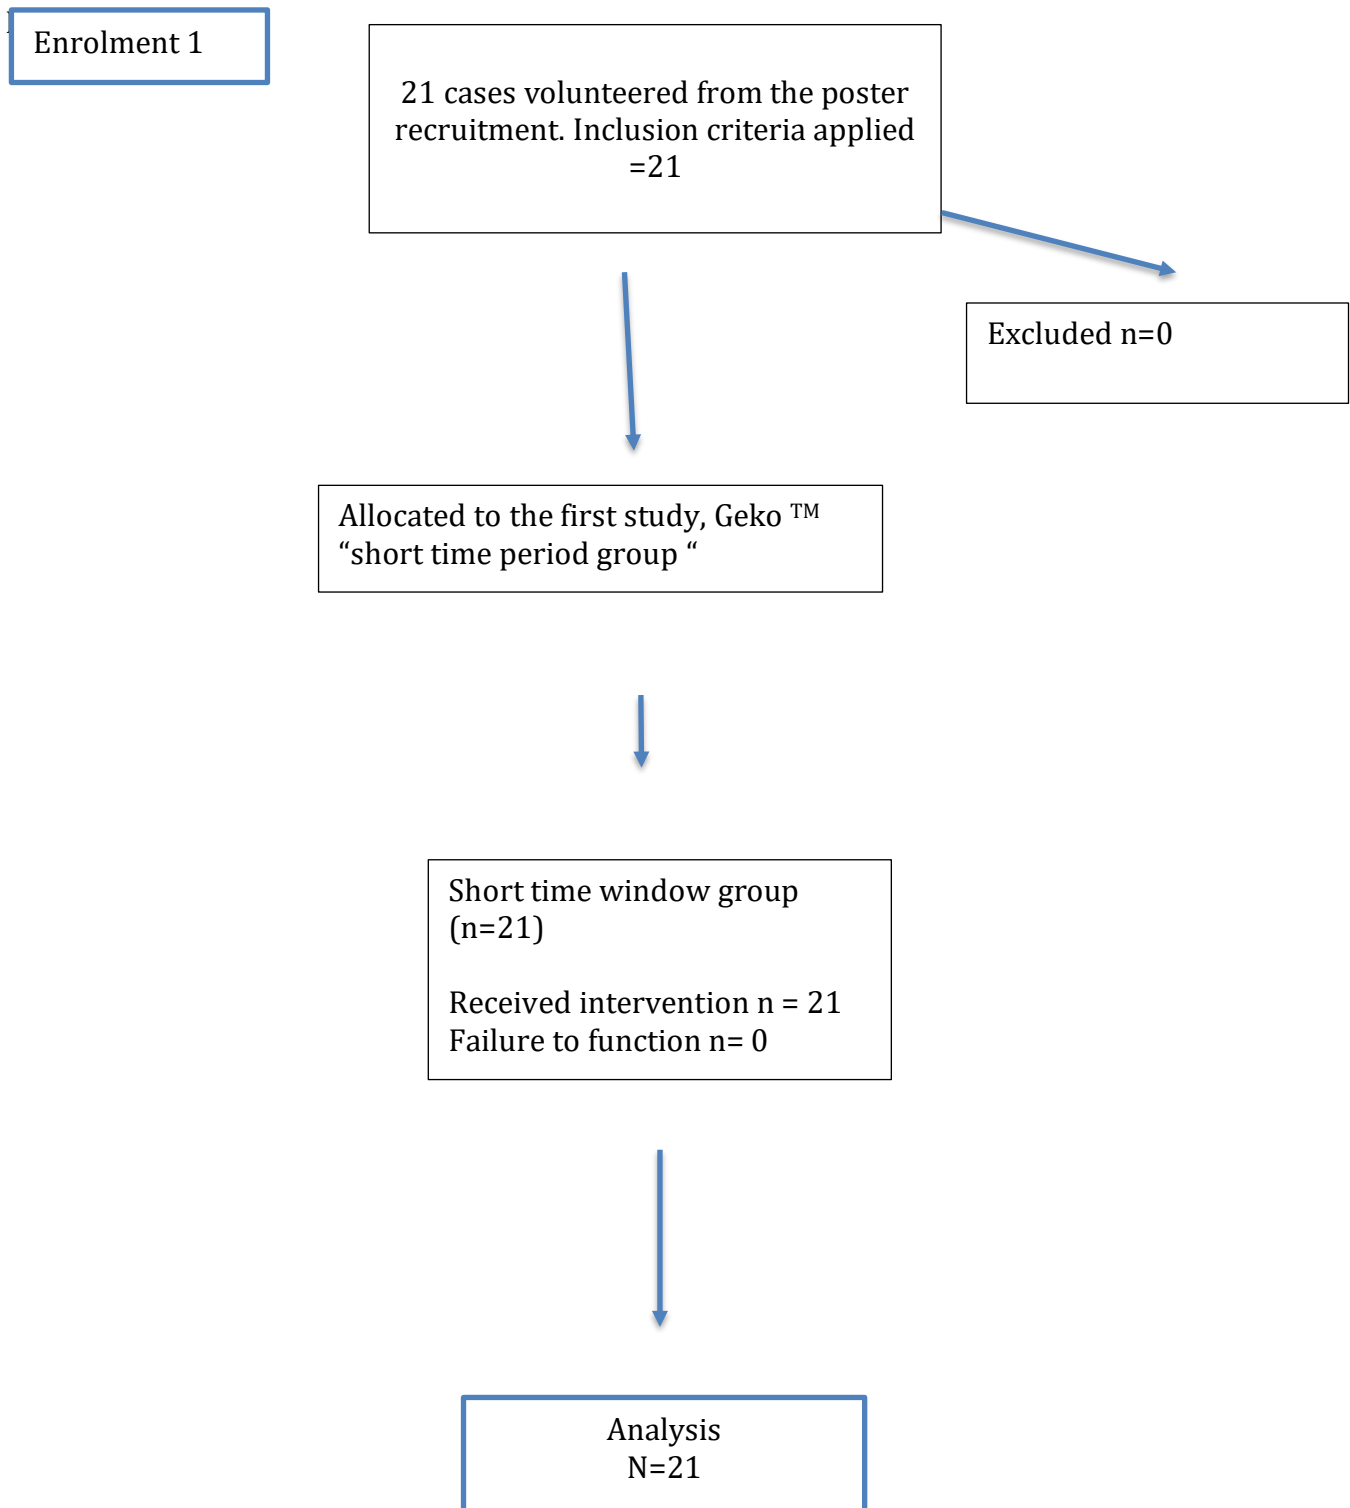 Enrolment 1
21 cases volunteered from the poster
recruitment. Inclusion criteria applied
=21
Excluded n=0
Allocated to the first study, Geko ™
“short time period group “
Short time window group
(n=21)
Received intervention n = 21
Failure to function n= 0
Analysis
N=21